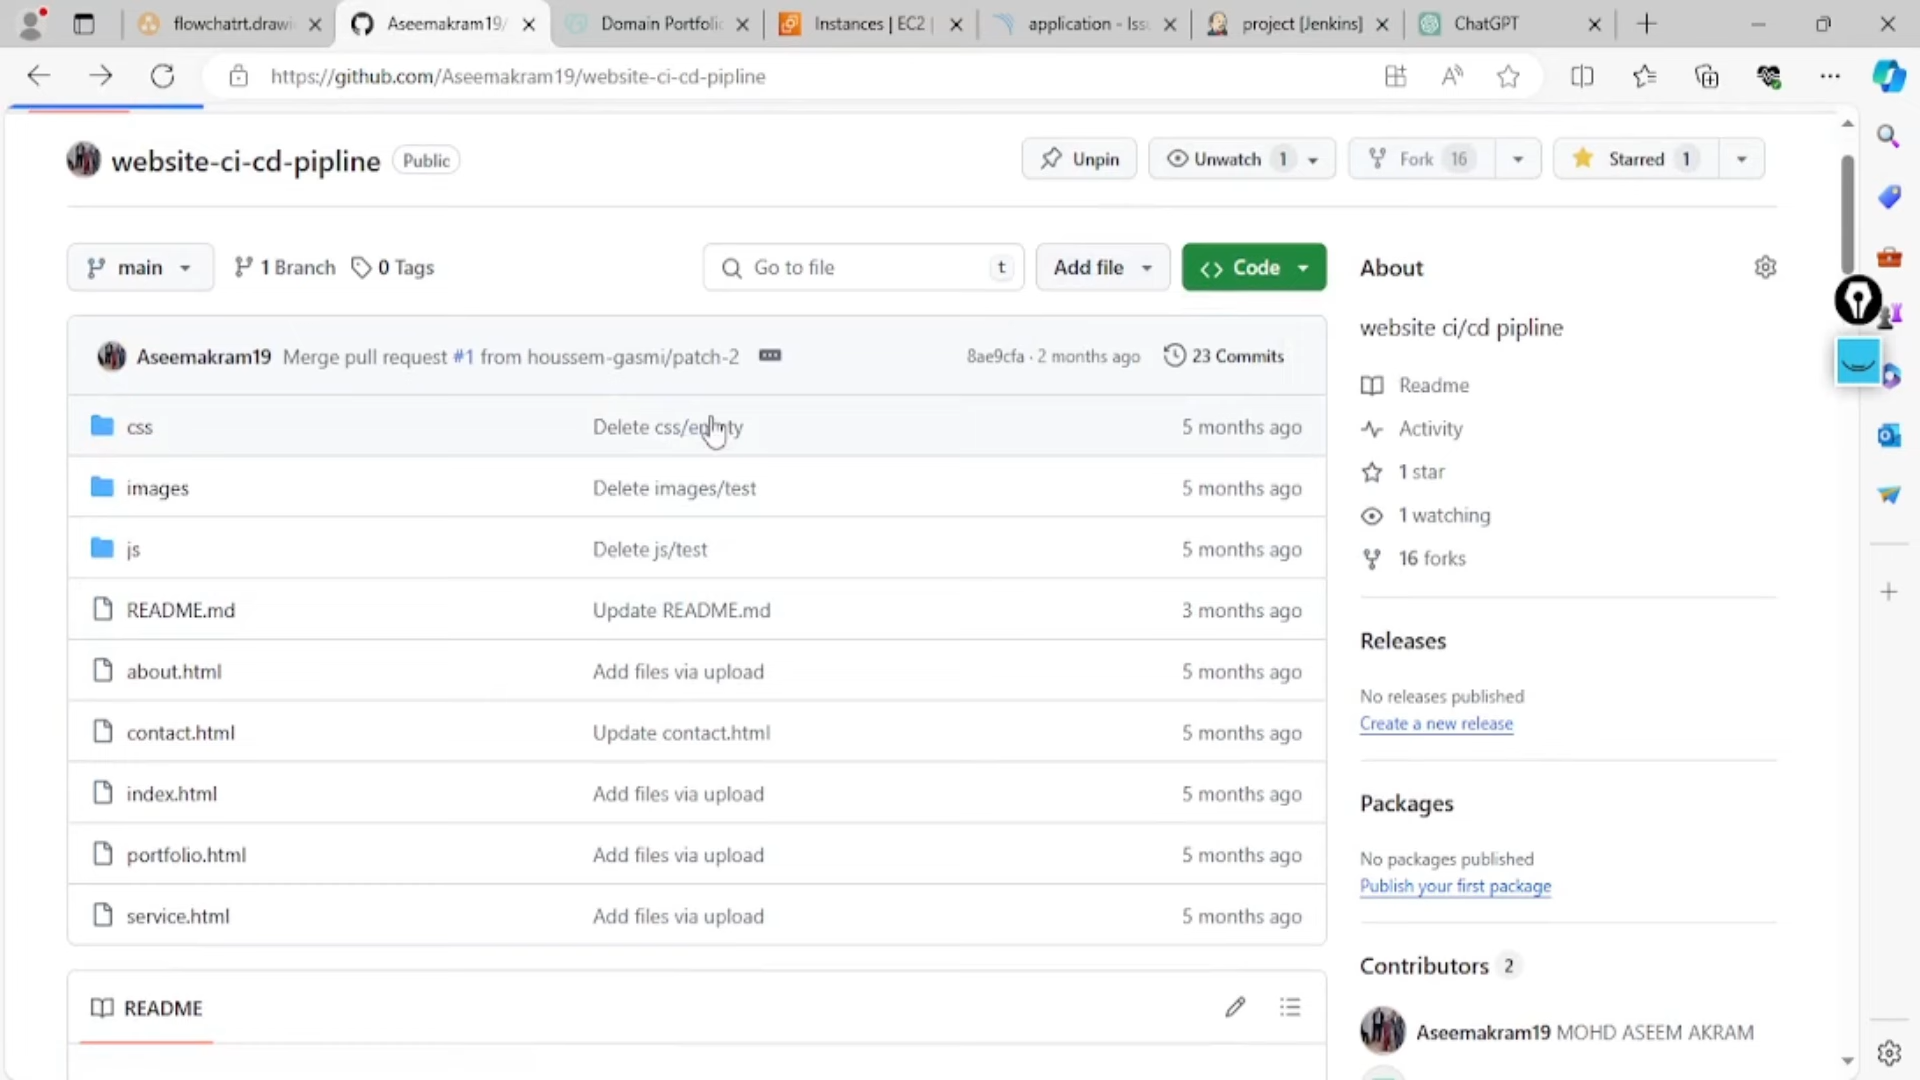 flowchatrt.drawi
Aseemakram19/
Domain Portfolio
Instances | EC2 |
application - Iss
project [Jenkins]
ChatGPT
https://github.com/Aseemakram19/website-ci-cd-pipline
website-ci-cd-pipline
Public
Unpin
Unwatch 1
Fork 16
Starred 1
main
1 Branch
0 Tags
Go to file
t
Add file
Code
About
website ci/cd pipline
Aseemakram19 Merge pull request #1 from houssem-gasmi/patch-2
8ae9cfa · 2 months ago
23 Commits
css Delete css/empty 5 months ago
images Delete images/test 5 months ago
js Delete js/test 5 months ago
README.md Update README.md 3 months ago
about.html Add files via upload 5 months ago
contact.html Update contact.html 5 months ago
index.html Add files via upload 5 months ago
portfolio.html Add files via upload 5 months ago
service.html Add files via upload 5 months ago
README
Readme
Activity
1 star
1 watching
16 forks
Releases
No releases published
Create a new release
Packages
No packages published
Publish your first package
Contributors 2
Aseemakram19 MOHD ASEEM AKRAM